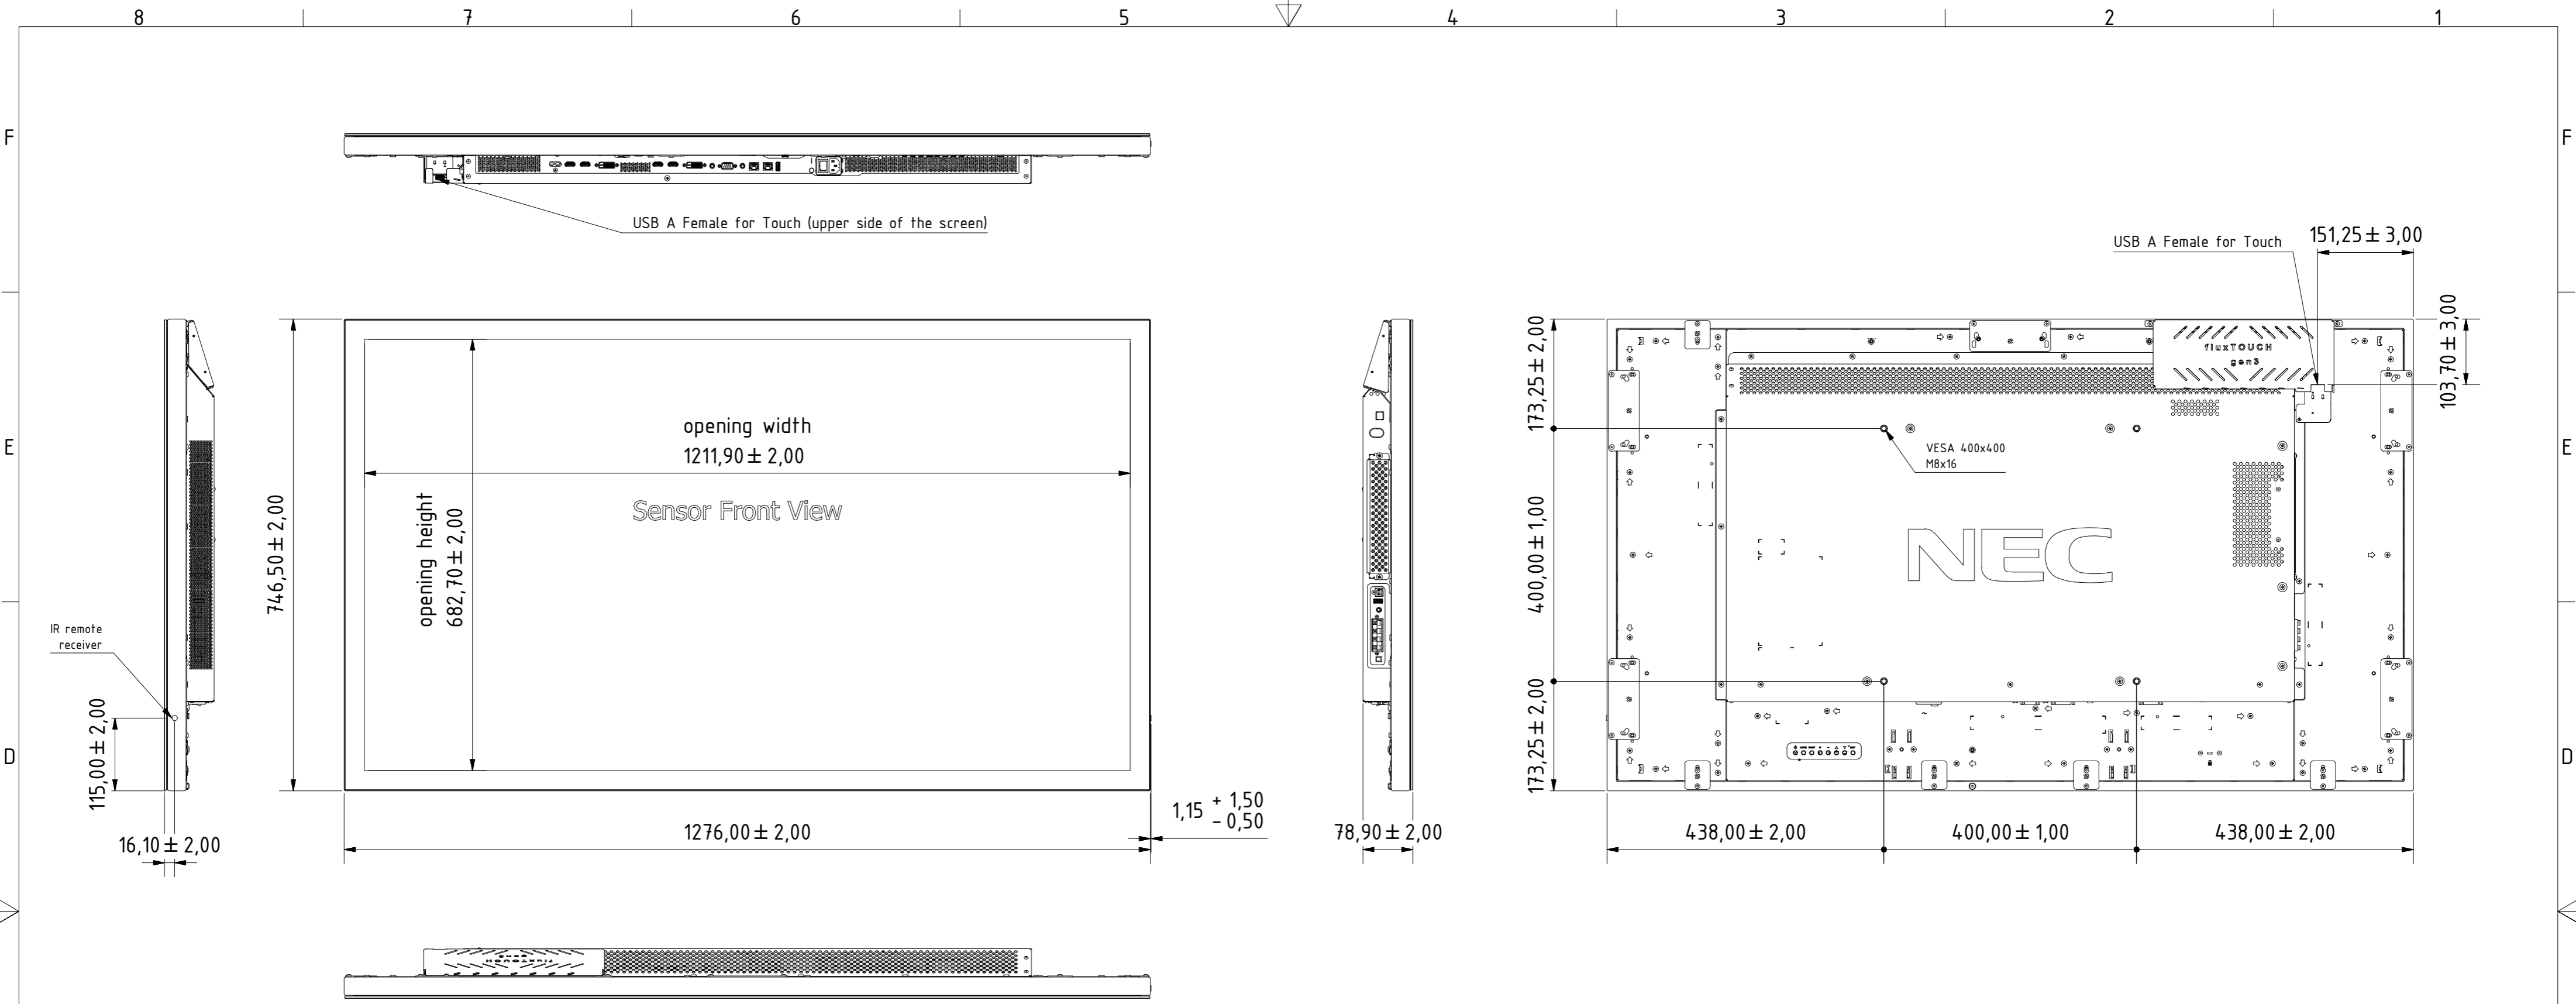 8 7 6 5 4 3 2 1
F F
USB A Female for Touch (upper side of the screen)
USB A Female for Touch
151,25 ± 3,00
103,70 ± 3,00
fluxTOUCH
gen3
173,25 ± 2,00
E E
opening width
1211,90 ± 2,00
VESA 400x400
M8x16
opening height
682,70 ± 2,00
Sensor Front View
746,50 ± 2,00
400,00 ± 1,00
NEC
IR remote
receiver
115,00 ± 2,00
173,25 ± 2,00
D D
16,10 ± 2,00
1276,00 ± 2,00
1,15 + 1,50
- 0,50
78,90 ± 2,00
438,00 ± 2,00
400,00 ± 1,00
438,00 ± 2,00
fluxTOUCH
gen3